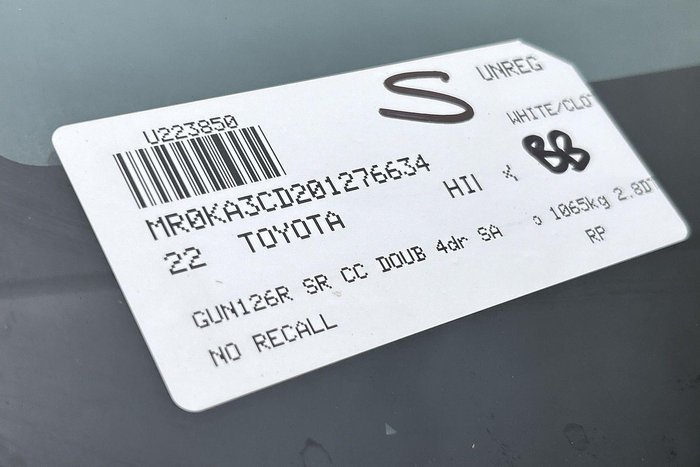 U223850
S
UNREG
WHITE/CLO
BB
MR0KA3CD201276634
22 TOYOTA
GUN126R SR CC DOUB 4dr SA
1065kg 2.8DT
RP
NO RECALL